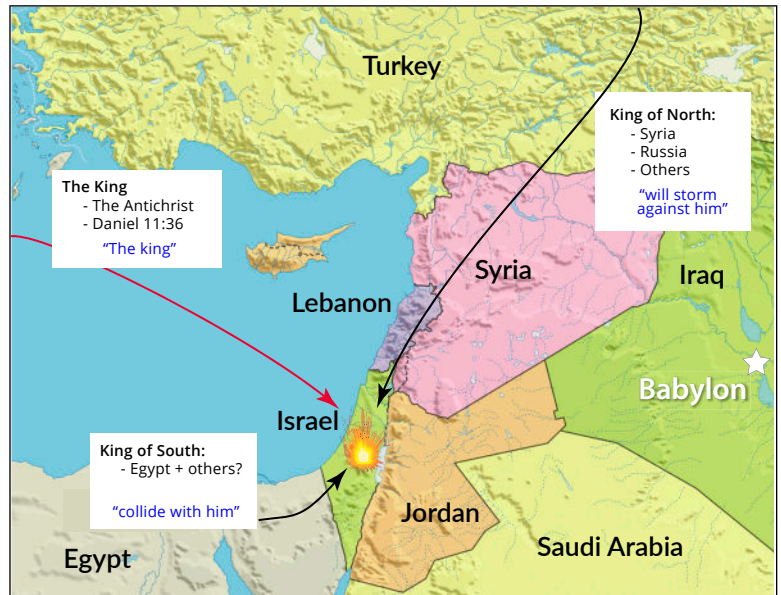 Turkey
King of North:
- Syria
- Russia
- Others
“will storm
against him”
The King
- The Antichrist
- Daniel 11:36
“The king”
Syria
Iraq
Lebanon
Babylon
Israel
King of South:
- Egypt + others?
“collide with him”
Jordan
Saudi Arabia
Egypt